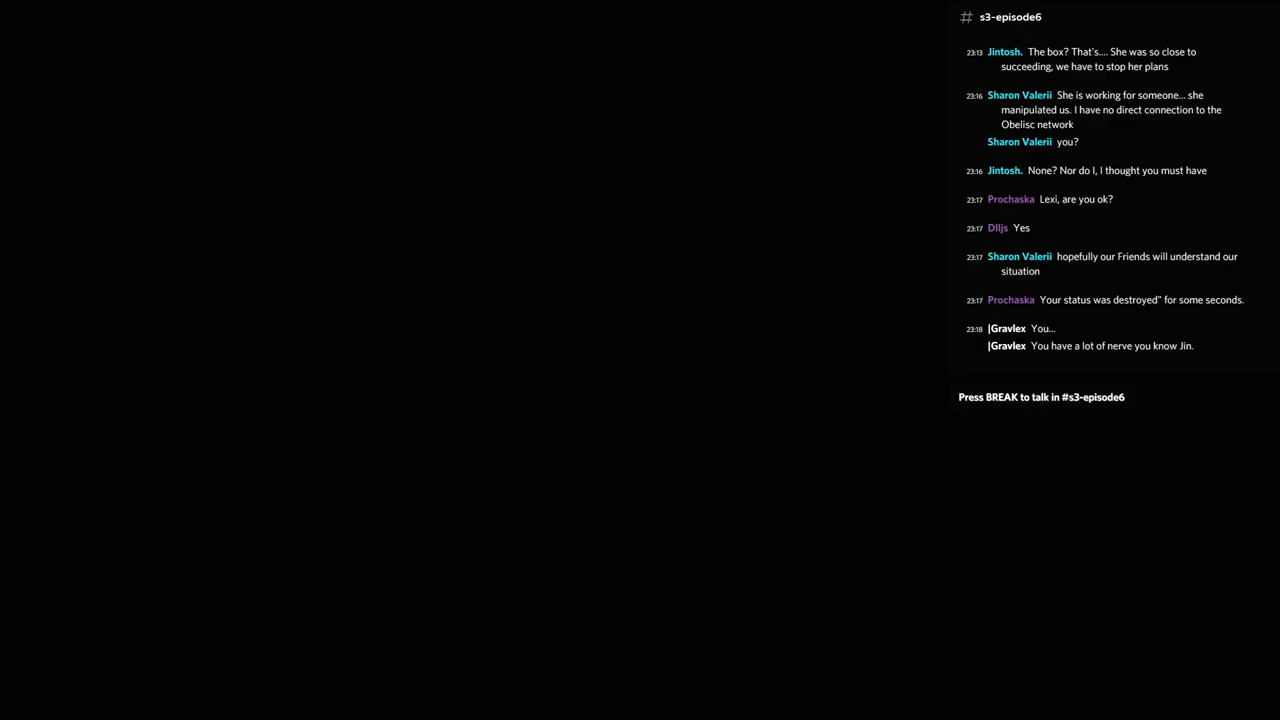 # s3-episode6
23:13 Jintosh. The box? That's.... She was so close to
succeeding, we have to stop her plans
23:16 Sharon Valerii She is working for someone... she
manipulated us. I have no direct connection to the
Obelisc network
Sharon Valerii you?
23:16 Jintosh. None? Nor do I, I thought you must have
23:17 Prochaska Lexi, are you ok?
23:17 Dlljs Yes
23:17 Sharon Valerii hopefully our Friends will understand our
situation
23:17 Prochaska Your status was destroyed" for some seconds.
23:18 |Gravlex You...
|Gravlex You have a lot of nerve you know Jin.
Press BREAK to talk in #s3-episode6